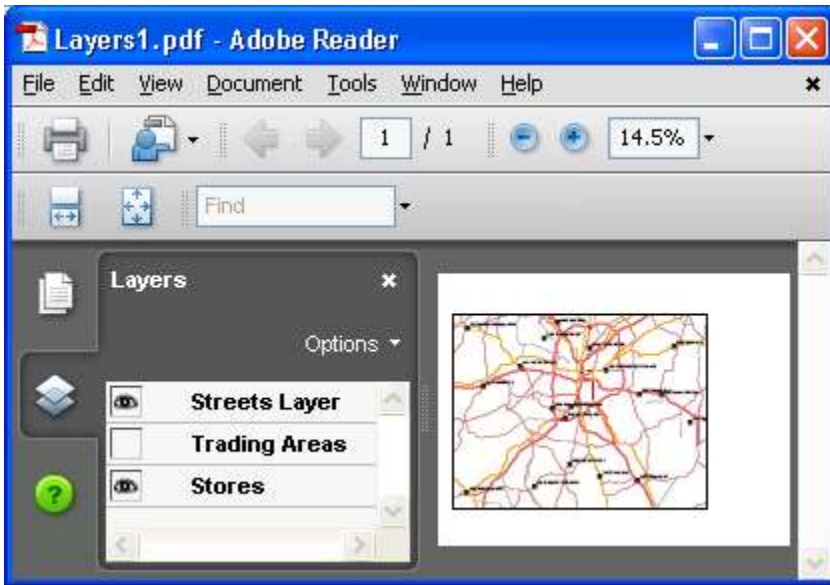 Layers1.pdf - Adobe Reader
File Edit View Document Tools Window Help
1 / 1 14.5%
Find
Layers
Options
Streets Layer
Trading Areas
Stores